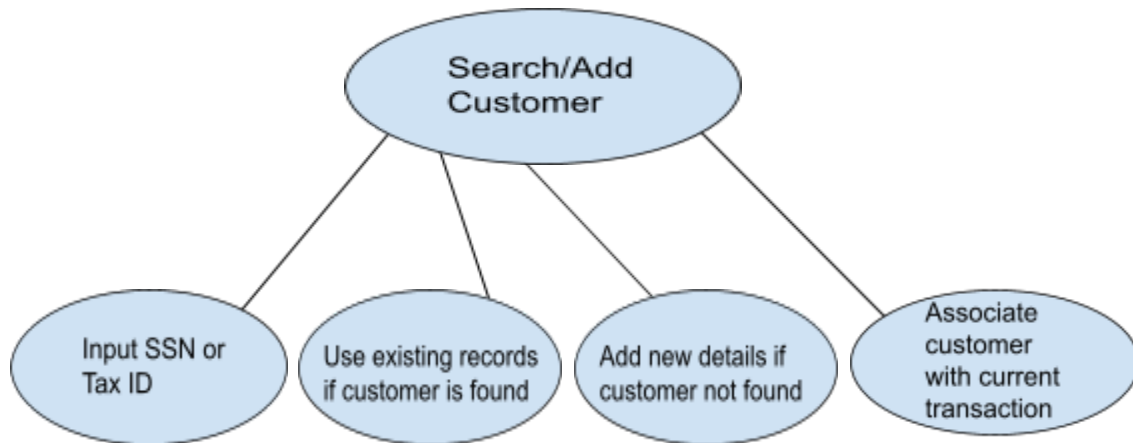 Search/Add
Customer
Input SSN or
Tax ID
Use existing records
if customer is found
Add new details if
customer not found
Associate
customer
with current
transaction